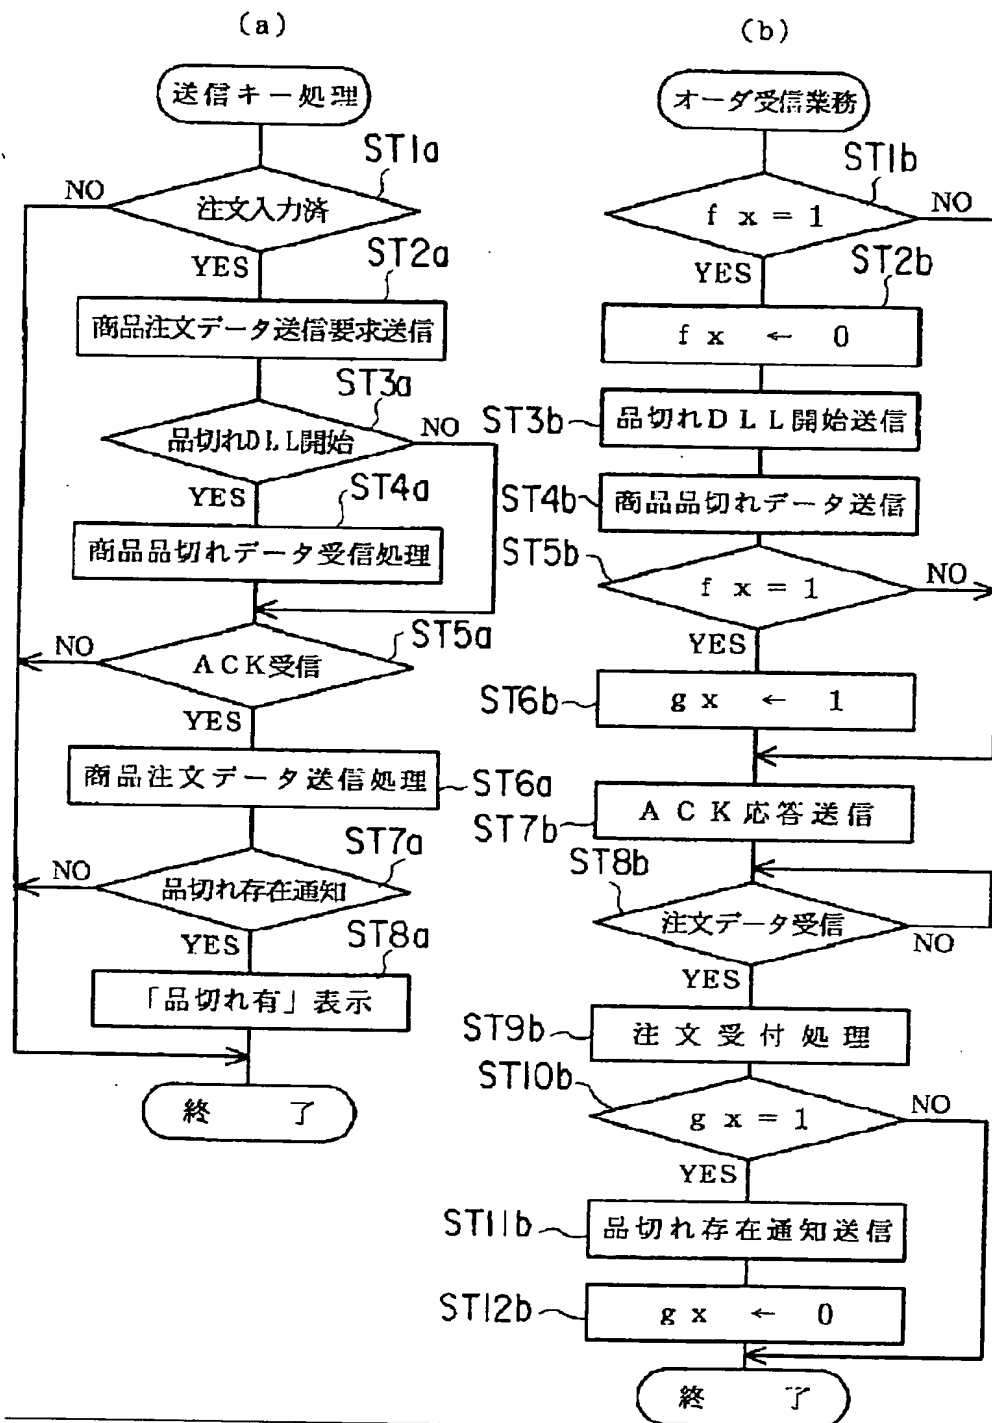 (a)
送信キー処理
ST1a
NO
注文入力済
YES
ST2a
商品注文データ送信要求送信
ST3a
品切れDLL開始
NO
YES
ST4a
商品品切れデータ受信処理
NO
ST5a
ACK受信
YES
商品注文データ送信処理
ST6a
ST7a
NO
品切れ存在通知
YES
ST8a
「品切れ有」表示
終 了
(b)
オーダ受信業務
ST1b
fx=1
NO
YES
ST2b
fx ← 0
ST3b
品切れDLL開始送信
ST4b
商品品切れデータ送信
ST5b
fx=1
NO
YES
ST6b
gx ← 1
ACK応答送信
ST7b
ST8b
注文データ受信
NO
YES
ST9b
注文受付処理
ST10b
gx=1
NO
YES
ST11b
品切れ存在通知送信
ST12b
gx ← 0
終 了